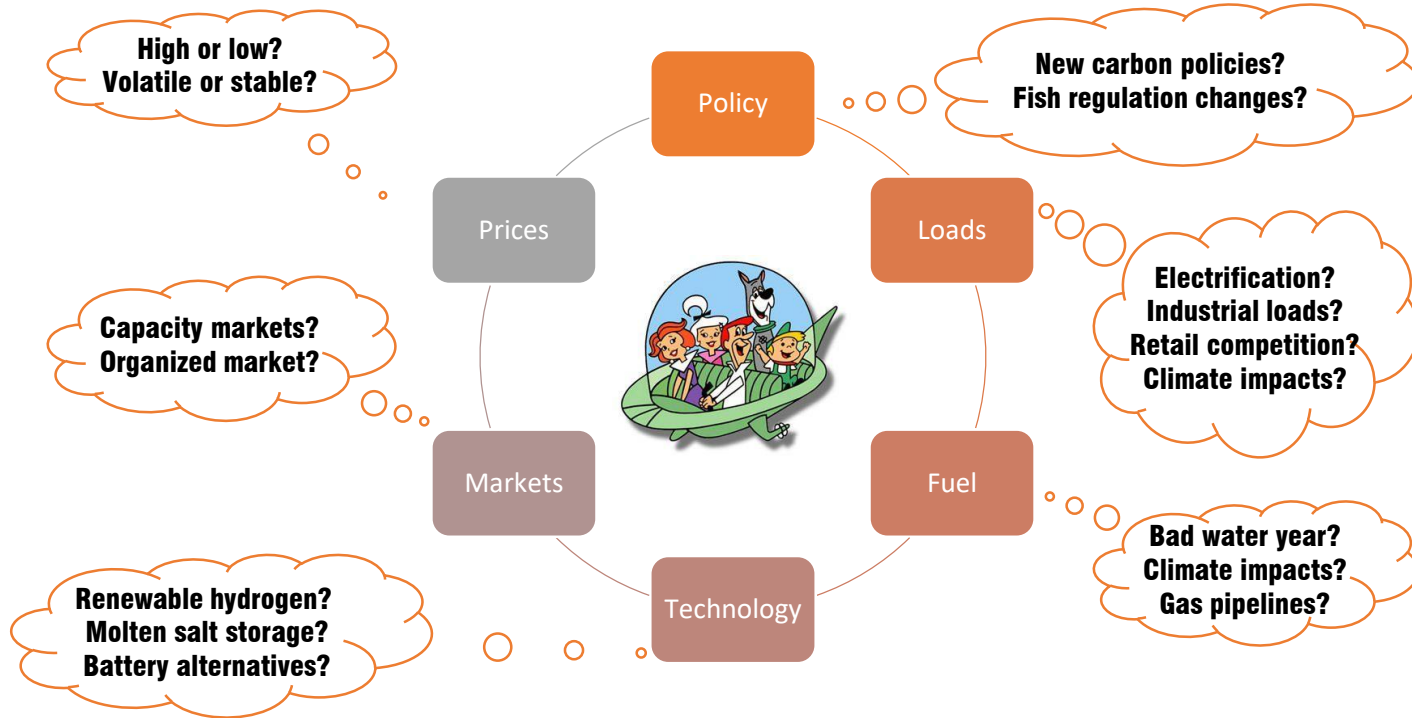 High or low?
Volatile or stable?
Policy
New carbon policies?
Fish regulation changes?
Prices
Loads
Electrification?
Industrial loads?
Retail competition?
Climate impacts?
Capacity markets?
Organized market?
Markets
Fuel
Bad water year?
Climate impacts?
Gas pipelines?
Technology
Renewable hydrogen?
Molten salt storage?
Battery alternatives?